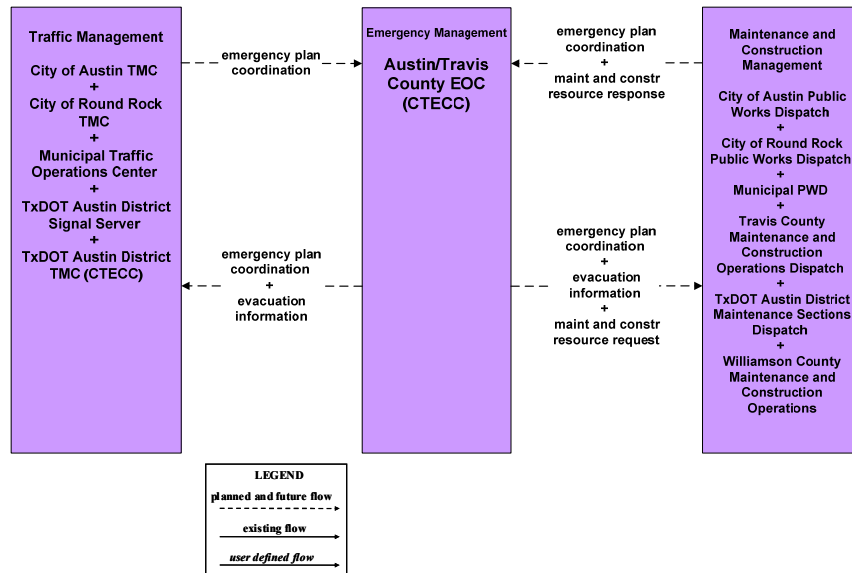 Traffic Management
City of Austin TMC
+
City of Round Rock
TMC
+
Municipal Traffic
Operations Center
+
TxDOT Austin District
Signal Server
+
TxDOT Austin District
TMC (CTECC)
emergency plan
coordination
emergency plan
coordination
+
evacuation
information
Emergency Management
Austin/Travis
County EOC
(CTECC)
emergency plan
coordination
+
maint and constr
resource response
emergency plan
coordination
+
evacuation
information
+
maint and constr
resource request
Maintenance and
Construction
Management
City of Austin Public
Works Dispatch
+
City of Round Rock
Public Works Dispatch
+
Municipal PWD
+
Travis County
Maintenance and
Construction
Operations Dispatch
+
TxDOT Austin District
Maintenance Sections
Dispatch
+
Williamson County
Maintenance and
Construction
Operations
LEGEND
planned and future flow
existing flow
user defined flow